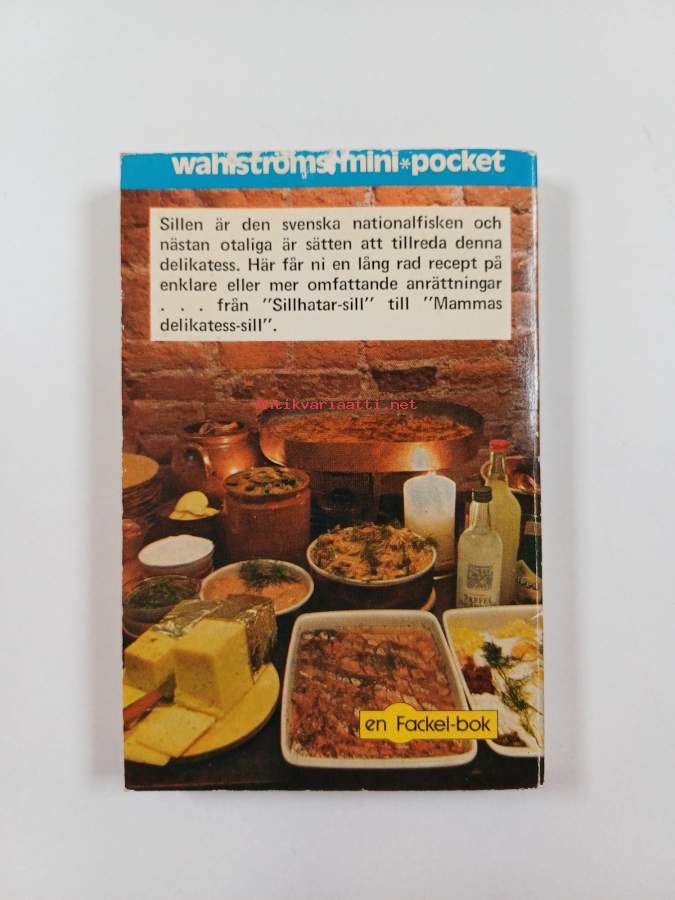 wahlströms mini*pocket
Sillen är den svenska nationalfisken och
nästan otaliga är sätten att tillreda denna
delikatess. Här får ni en lång rad recept på
enklare eller mer omfattande anrättningar
. . . från "Sillhatar-sill" till "Mammas
delikatess-sill".
antikvariaatti.net
en Fackel-bok